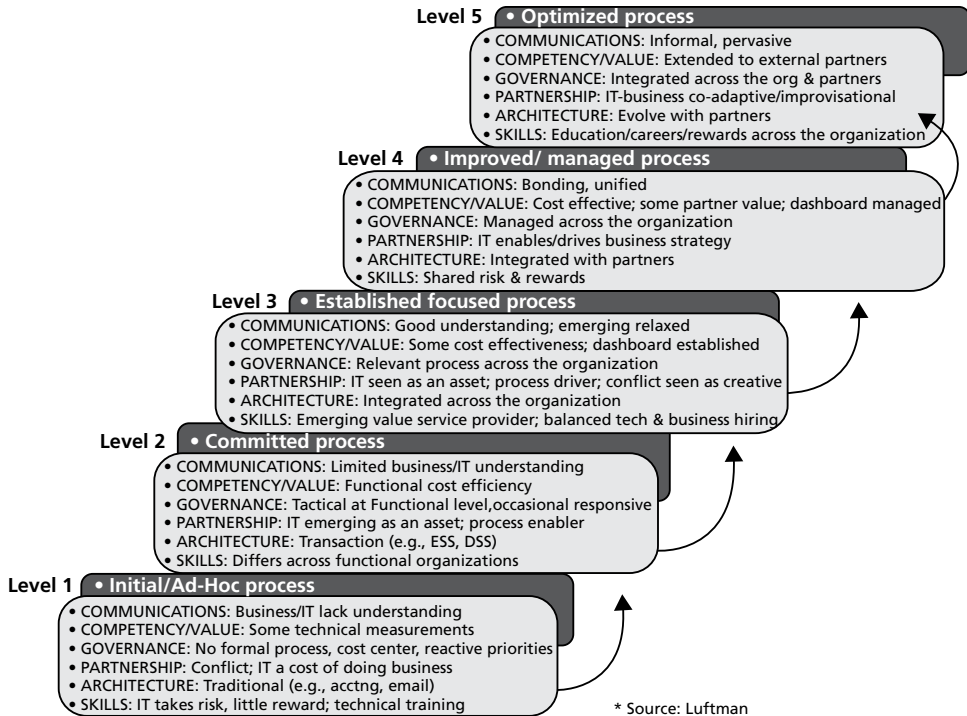 Level 5 • Optimized process
• COMMUNICATIONS: Informal, pervasive
• COMPETENCY/VALUE: Extended to external partners
• GOVERNANCE: Integrated across the org & partners
• PARTNERSHIP: IT-business co-adaptive/improvisational
• ARCHITECTURE: Evolve with partners
• SKILLS: Education/careers/rewards across the organization
Level 4 • Improved/ managed process
• COMMUNICATIONS: Bonding, unified
• COMPETENCY/VALUE: Cost effective; some partner value; dashboard managed
• GOVERNANCE: Managed across the organization
• PARTNERSHIP: IT enables/drives business strategy
• ARCHITECTURE: Integrated with partners
• SKILLS: Shared risk & rewards
Level 3 • Established focused process
• COMMUNICATIONS: Good understanding; emerging relaxed
• COMPETENCY/VALUE: Some cost effectiveness; dashboard established
• GOVERNANCE: Relevant process across the organization
• PARTNERSHIP: IT seen as an asset; process driver; conflict seen as creative
• ARCHITECTURE: Integrated across the organization
• SKILLS: Emerging value service provider; balanced tech & business hiring
Level 2 • Committed process
• COMMUNICATIONS: Limited business/IT understanding
• COMPETENCY/VALUE: Functional cost efficiency
• GOVERNANCE: Tactical at Functional level,occasional responsive
• PARTNERSHIP: IT emerging as an asset; process enabler
• ARCHITECTURE: Transaction (e.g., ESS, DSS)
• SKILLS: Differs across functional organizations
Level 1 • Initial/Ad-Hoc process
• COMMUNICATIONS: Business/IT lack understanding
• COMPETENCY/VALUE: Some technical measurements
• GOVERNANCE: No formal process, cost center, reactive priorities
• PARTNERSHIP: Conflict; IT a cost of doing business
• ARCHITECTURE: Traditional (e.g., acctng, email)
• SKILLS: IT takes risk, little reward; technical training
* Source: Luftman